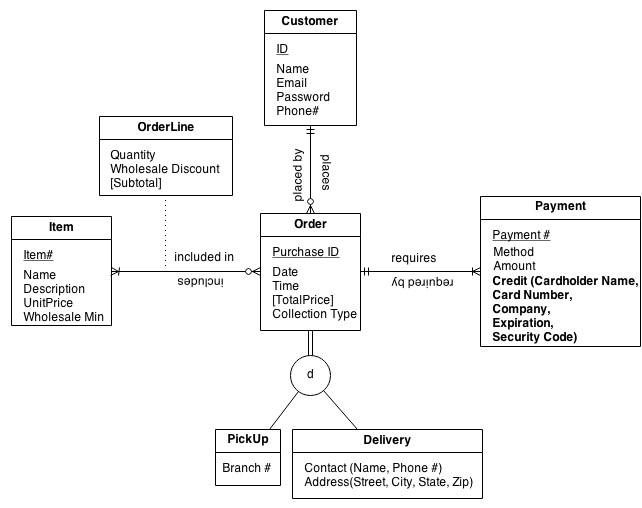 Customer
ID
Name
Email
Password
Phone#
OrderLine
Quantity
Wholesale Discount
[Subtotal]
placed by
places
Item
Item#
Name
Description
UnitPrice
Wholesale Min
included in
includes
Order
Purchase ID
Date
Time
[TotalPrice]
Collection Type
requires
required by
Payment
Payment #
Method
Amount
Credit (Cardholder Name,
Card Number,
Company,
Expiration,
Security Code)
d
PickUp
Branch #
Delivery
Contact (Name, Phone #)
Address(Street, City, State, Zip)